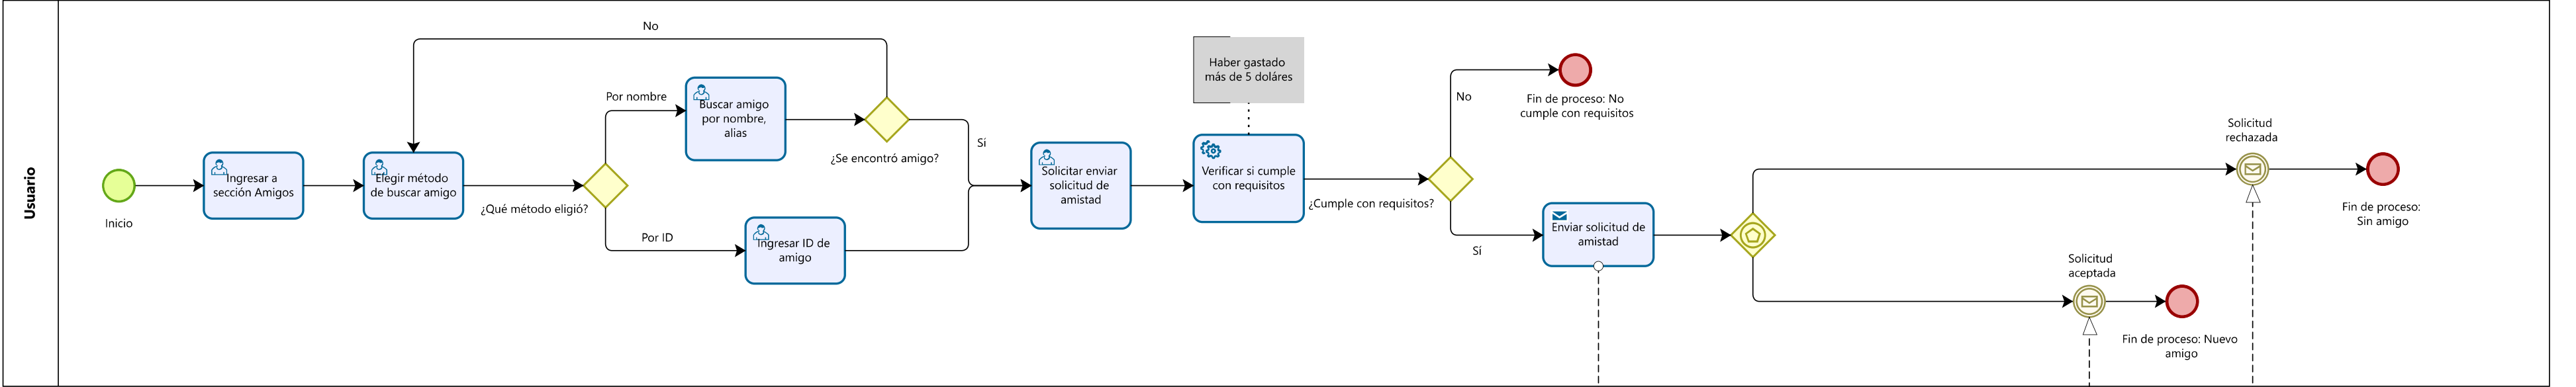 Usuario
Inicio
Ingresar a
sección Amigos
Elegir método
de buscar amigo
¿Qué método eligió?
Por nombre
Buscar amigo
por nombre,
alias
No
¿Se encontró amigo?
Sí
Por ID
Ingresar ID de
amigo
Solicitar enviar
solicitud de
amistad
Haber gastado
más de 5 doláres
Verificar si cumple
con requisitos
¿Cumple con requisitos?
No
Fin de proceso: No
cumple con requisitos
Sí
Enviar solicitud de
amistad
Solicitud
rechazada
Fin de proceso:
Sin amigo
Solicitud
aceptada
Fin de proceso: Nuevo
amigo